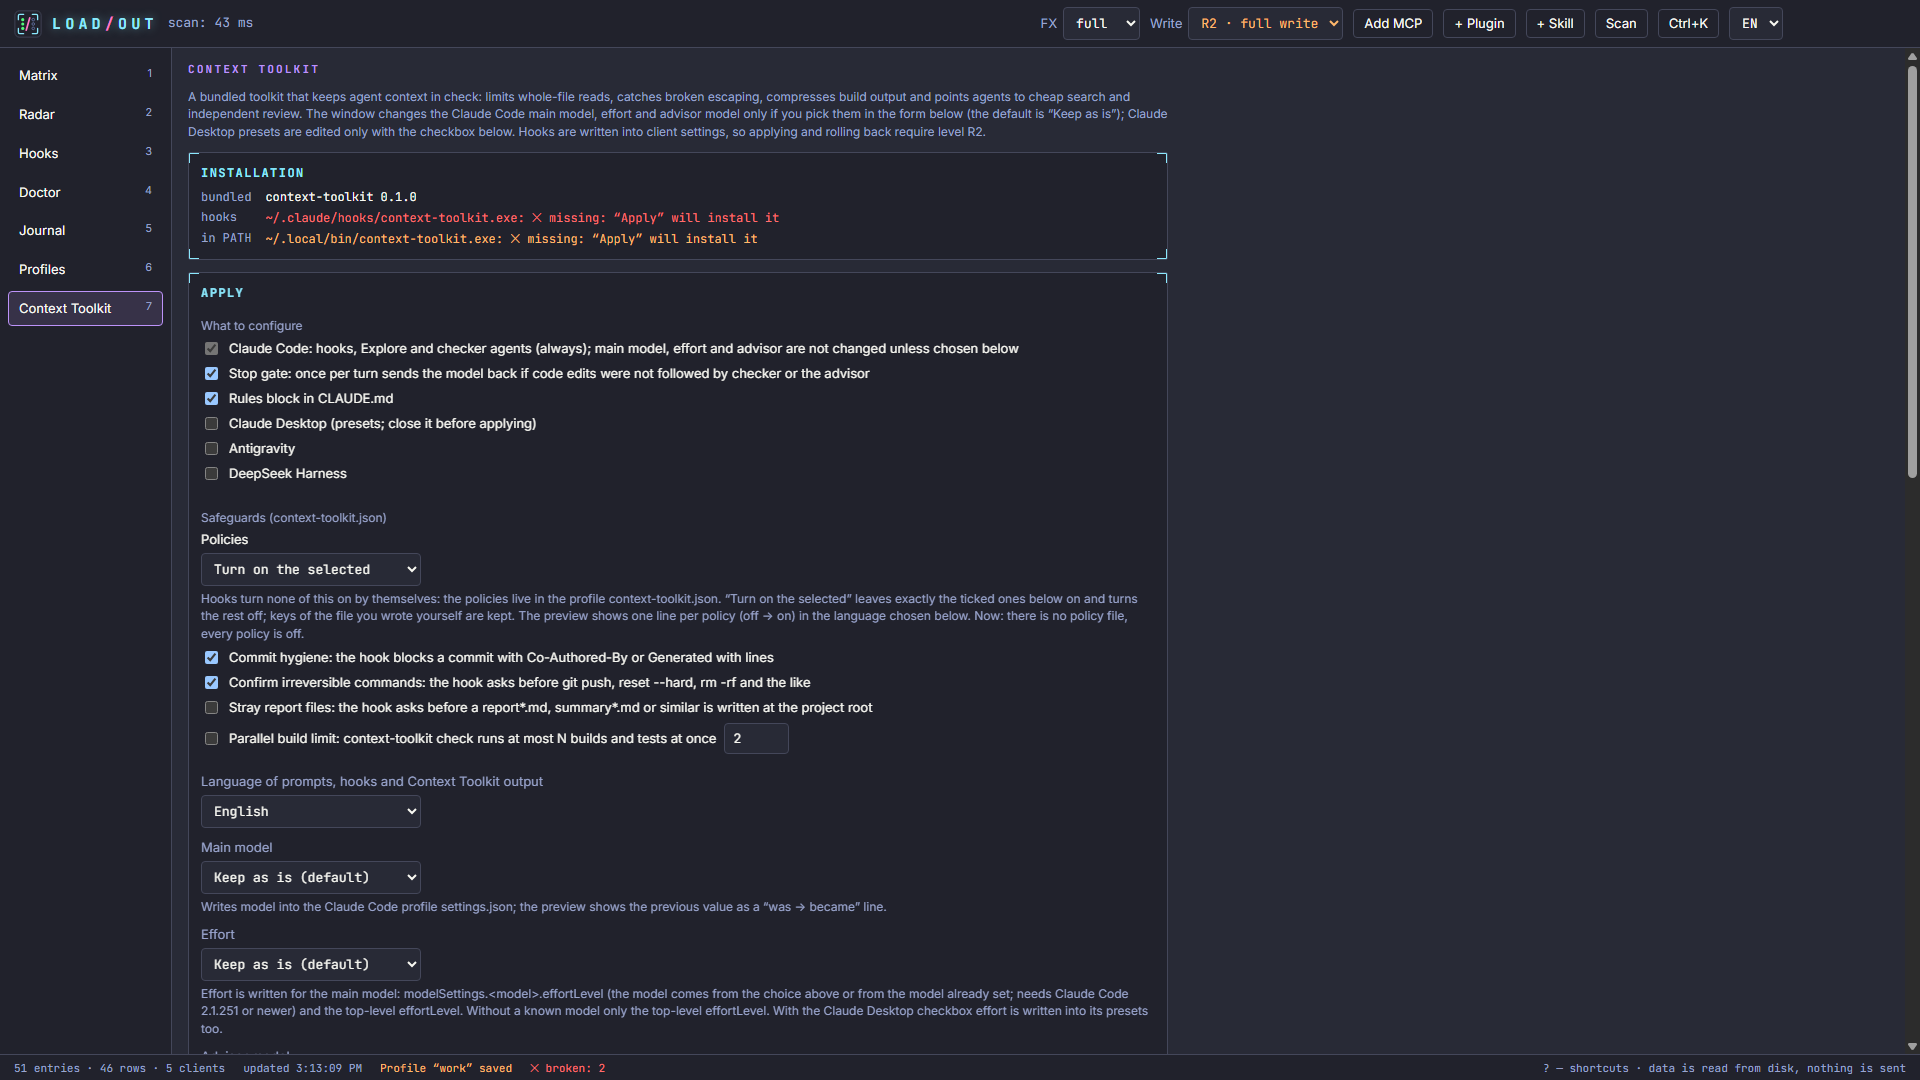 LOAD/OUT scan: 43 ms
FX full Write R2 · full write Add MCP + Plugin + Skill Scan Ctrl+K EN
Matrix 1
Radar 2
Hooks 3
Doctor 4
Journal 5
Profiles 6
Context Toolkit 7
CONTEXT TOOLKIT
A bundled toolkit that keeps agent context in check: limits whole-file reads, catches broken escaping, compresses build output and points agents to cheap search and
independent review. The window changes the Claude Code main model, effort and advisor model only if you pick them in the form below (the default is “Keep as is”); Claude
Desktop presets are edited only with the checkbox below. Hooks are written into client settings, so applying and rolling back require level R2.
INSTALLATION
bundled context-toolkit 0.1.0
hooks ~/.claude/hooks/context-toolkit.exe: ✕ missing: “Apply” will install it
in PATH ~/.local/bin/context-toolkit.exe: ✕ missing: “Apply” will install it
APPLY
What to configure
Claude Code: hooks, Explore and checker agents (always); main model, effort and advisor are not changed unless chosen below
Stop gate: once per turn sends the model back if code edits were not followed by checker or the advisor
Rules block in CLAUDE.md
Claude Desktop (presets; close it before applying)
Antigravity
DeepSeek Harness
Safeguards (context-toolkit.json)
Policies
Turn on the selected
Hooks turn none of this on by themselves: the policies live in the profile context-toolkit.json. “Turn on the selected” leaves exactly the ticked ones below on and turns
the rest off; keys of the file you wrote yourself are kept. The preview shows one line per policy (off → on) in the language chosen below. Now: there is no policy file,
every policy is off.
Commit hygiene: the hook blocks a commit with Co-Authored-By or Generated with lines
Confirm irreversible commands: the hook asks before git push, reset --hard, rm -rf and the like
Stray report files: the hook asks before a report*.md, summary*.md or similar is written at the project root
Parallel build limit: context-toolkit check runs at most N builds and tests at once 2
Language of prompts, hooks and Context Toolkit output
English
Main model
Keep as is (default)
Writes model into the Claude Code profile settings.json; the preview shows the previous value as a “was → became” line.
Effort
Keep as is (default)
Effort is written for the main model: modelSettings.<model>.effortLevel (the model comes from the choice above or from the model already set; needs Claude Code
2.1.251 or newer) and the top-level effortLevel. Without a known model only the top-level effortLevel. With the Claude Desktop checkbox effort is written into its presets
too.
51 entries · 46 rows · 5 clients updated 3:13:09 PM Profile “work” saved ✕ broken: 2
? — shortcuts · data is read from disk, nothing is sent